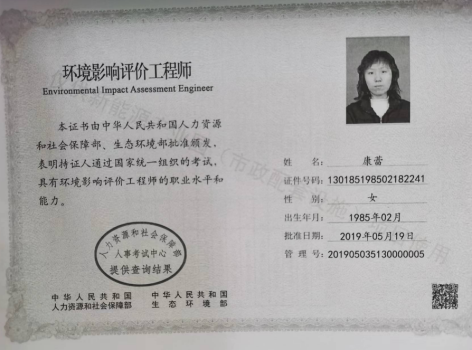 环境影响评价工程师
Environmental Impact Assessment Engineer
本证书由中华人民共和国人力资源
和社会保障部、生态环境部批准颁发,
表明持证人通过国家统一组织的考试,
具有环境影响评价工程师的职业水平和
能力。
姓名: 康蕾
证件号码: 130185198502182241
性别: 女
出生年月: 1985年02月
批准日期: 2019年05月19日
管理号: 201905035130000005
人力资源和社会保障部
人事考试中心
提供查询结果
中华人民共和国
人力资源和社会保障部
中华人民共和国
生态环境部